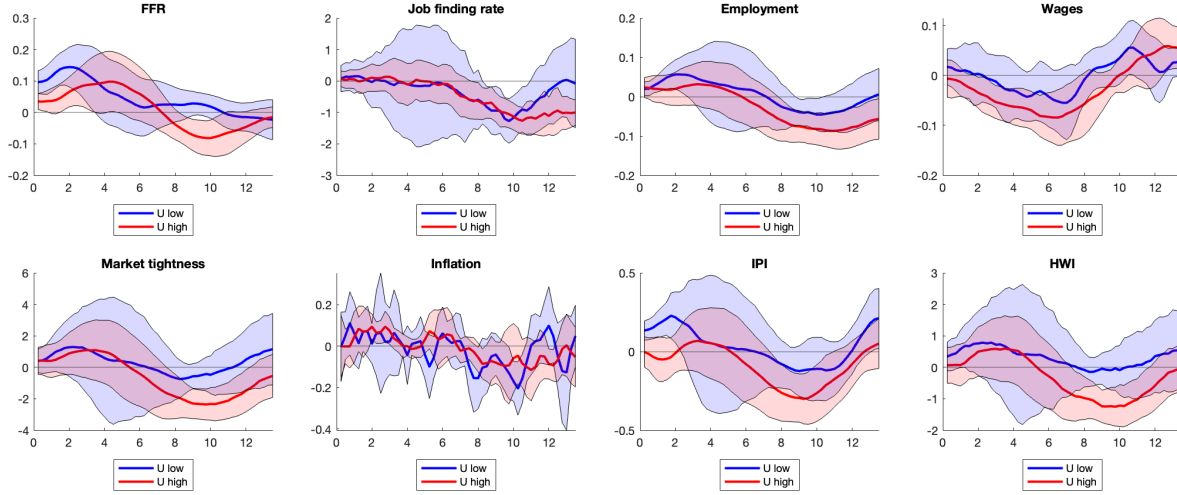 FFR
0.3
0.2
0.1
0
-0.1
-0.2
0 2 4 6 8 10 12
U low
U high
Job finding rate
2
1
0
-1
-2
-3
0 2 4 6 8 10 12
U low
U high
Employment
0.2
0.1
0
-0.1
-0.2
0 2 4 6 8 10 12
U low
U high
Wages
0.1
0
-0.1
-0.2
0 2 4 6 8 10 12
U low
U high
Market tightness
6
4
2
0
-2
-4
0 2 4 6 8 10 12
U low
U high
Inflation
0.2
0
-0.2
-0.4
0 2 4 6 8 10 12
U low
U high
IPI
0.5
0
-0.5
0 2 4 6 8 10 12
U low
U high
HWI
3
2
1
0
-1
-2
0 2 4 6 8 10 12
U low
U high